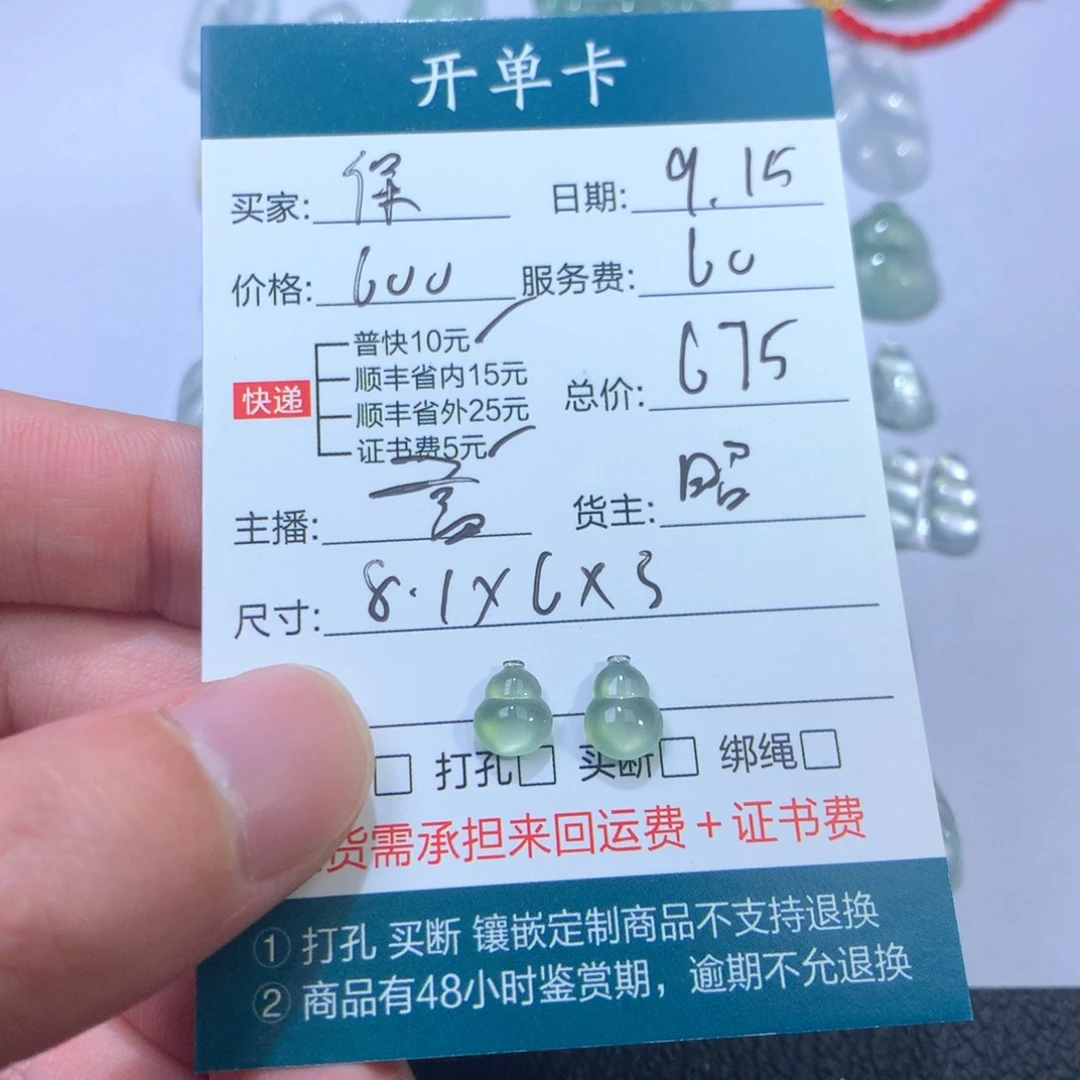 开单卡
买家: 保 日期: 9.15
价格: 600 服务费: 60
普快10元
顺丰省内15元
快递 总价: 675
顺丰省外25元
证书费5元
主播: 货主: 昭
尺寸: 8.1X6X3
打孔 买断 绑绳
货需承担来回运费+证书费
① 打孔 买断 镶嵌定制商品不支持退换
② 商品有48小时鉴赏期，逾期不允退换